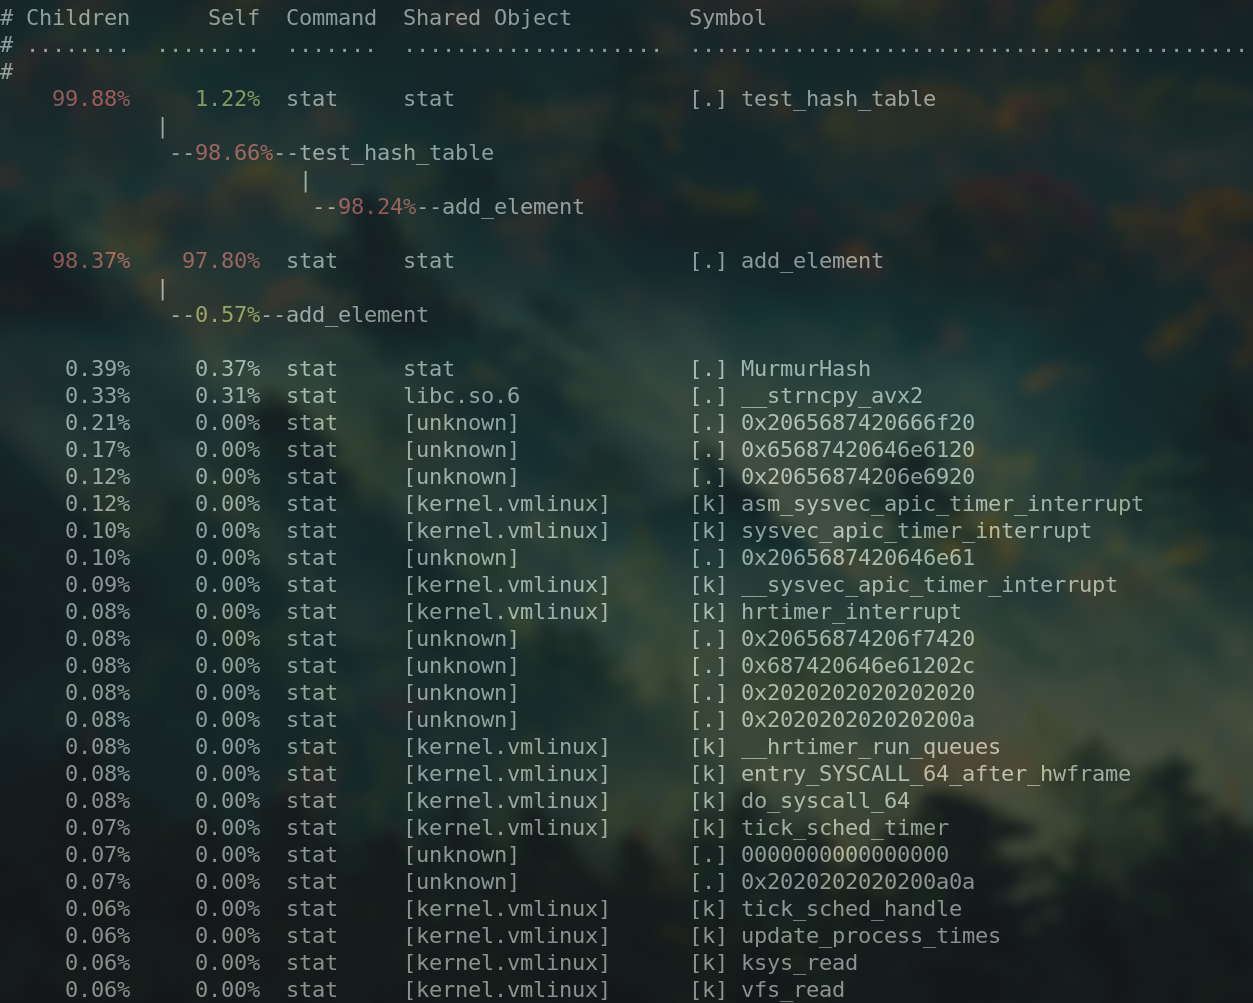 # Children      Self  Command  Shared Object         Symbol
# ........  ........  .......  ....................  ...........................................
#
    99.88%     1.22%  stat     stat                  [.] test_hash_table
            |
             --98.66%--test_hash_table
                       |
                        --98.24%--add_element

    98.37%    97.80%  stat     stat                  [.] add_element
            |
             --0.57%--add_element

     0.39%     0.37%  stat     stat                  [.] MurmurHash
     0.33%     0.31%  stat     libc.so.6             [.] __strncpy_avx2
     0.21%     0.00%  stat     [unknown]             [.] 0x2065687420666f20
     0.17%     0.00%  stat     [unknown]             [.] 0x65687420646e6120
     0.12%     0.00%  stat     [unknown]             [.] 0x20656874206e6920
     0.12%     0.00%  stat     [kernel.vmlinux]      [k] asm_sysvec_apic_timer_interrupt
     0.10%     0.00%  stat     [kernel.vmlinux]      [k] sysvec_apic_timer_interrupt
     0.10%     0.00%  stat     [unknown]             [.] 0x2065687420646e61
     0.09%     0.00%  stat     [kernel.vmlinux]      [k] __sysvec_apic_timer_interrupt
     0.08%     0.00%  stat     [kernel.vmlinux]      [k] hrtimer_interrupt
     0.08%     0.00%  stat     [unknown]             [.] 0x20656874206f7420
     0.08%     0.00%  stat     [unknown]             [.] 0x687420646e61202c
     0.08%     0.00%  stat     [unknown]             [.] 0x2020202020202020
     0.08%     0.00%  stat     [unknown]             [.] 0x202020202020200a
     0.08%     0.00%  stat     [kernel.vmlinux]      [k] __hrtimer_run_queues
     0.08%     0.00%  stat     [kernel.vmlinux]      [k] entry_SYSCALL_64_after_hwframe
     0.08%     0.00%  stat     [kernel.vmlinux]      [k] do_syscall_64
     0.07%     0.00%  stat     [kernel.vmlinux]      [k] tick_sched_timer
     0.07%     0.00%  stat     [unknown]             [.] 0000000000000000
     0.07%     0.00%  stat     [unknown]             [.] 0x2020202020200a0a
     0.06%     0.00%  stat     [kernel.vmlinux]      [k] tick_sched_handle
     0.06%     0.00%  stat     [kernel.vmlinux]      [k] update_process_times
     0.06%     0.00%  stat     [kernel.vmlinux]      [k] ksys_read
     0.06%     0.00%  stat     [kernel.vmlinux]      [k] vfs_read